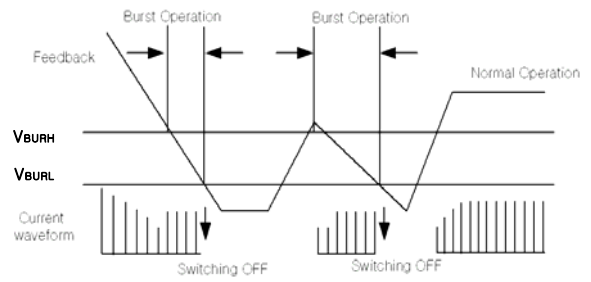 Burst Operation
Burst Operation
Feedback
Normal Operation
VBURH
VBURL
Current
waveform
Switching OFF
Switching OFF